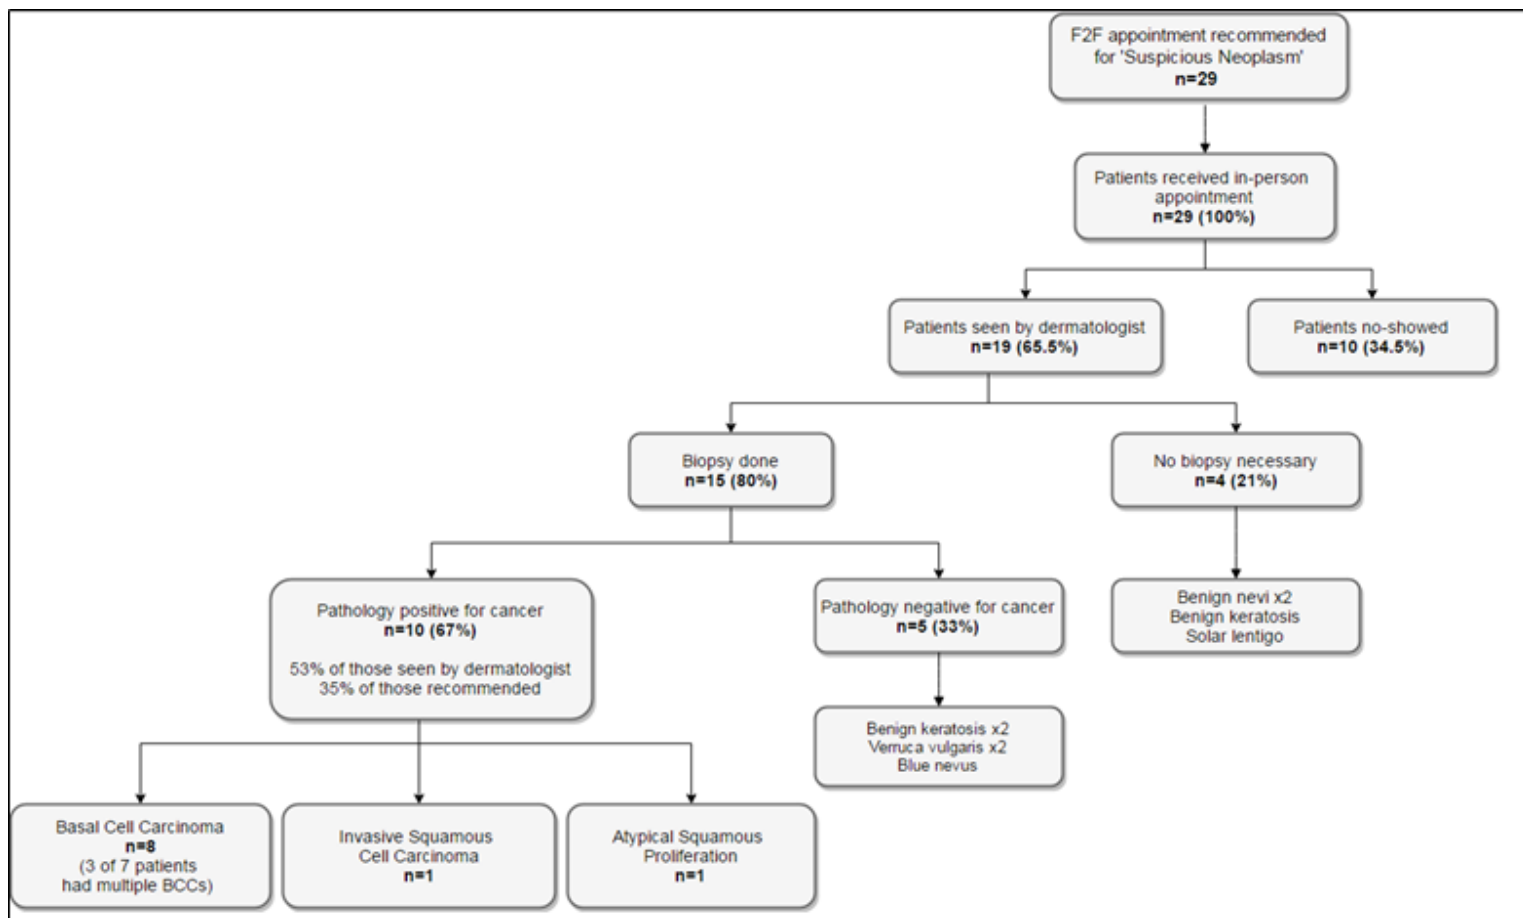 F2F appointment recommended
for 'Suspicious Neoplasm'
n=29
Patients received in-person
appointment
n=29 (100%)
Patients seen by dermatologist
n=19 (65.5%)
Patients no-showed
n=10 (34.5%)
Biopsy done
n=15 (80%)
No biopsy necessary
n=4 (21%)
Pathology positive for cancer
n=10 (67%)
53% of those seen by dermatologist
35% of those recommended
Pathology negative for cancer
n=5 (33%)
Benign nevi x2
Benign keratosis
Solar lentigo
Benign keratosis x2
Verruca vulgaris x2
Blue nevus
Basal Cell Carcinoma
n=8
(3 of 7 patients
had multiple BCCs)
Invasive Squamous
Cell Carcinoma
n=1
Atypical Squamous
Proliferation
n=1